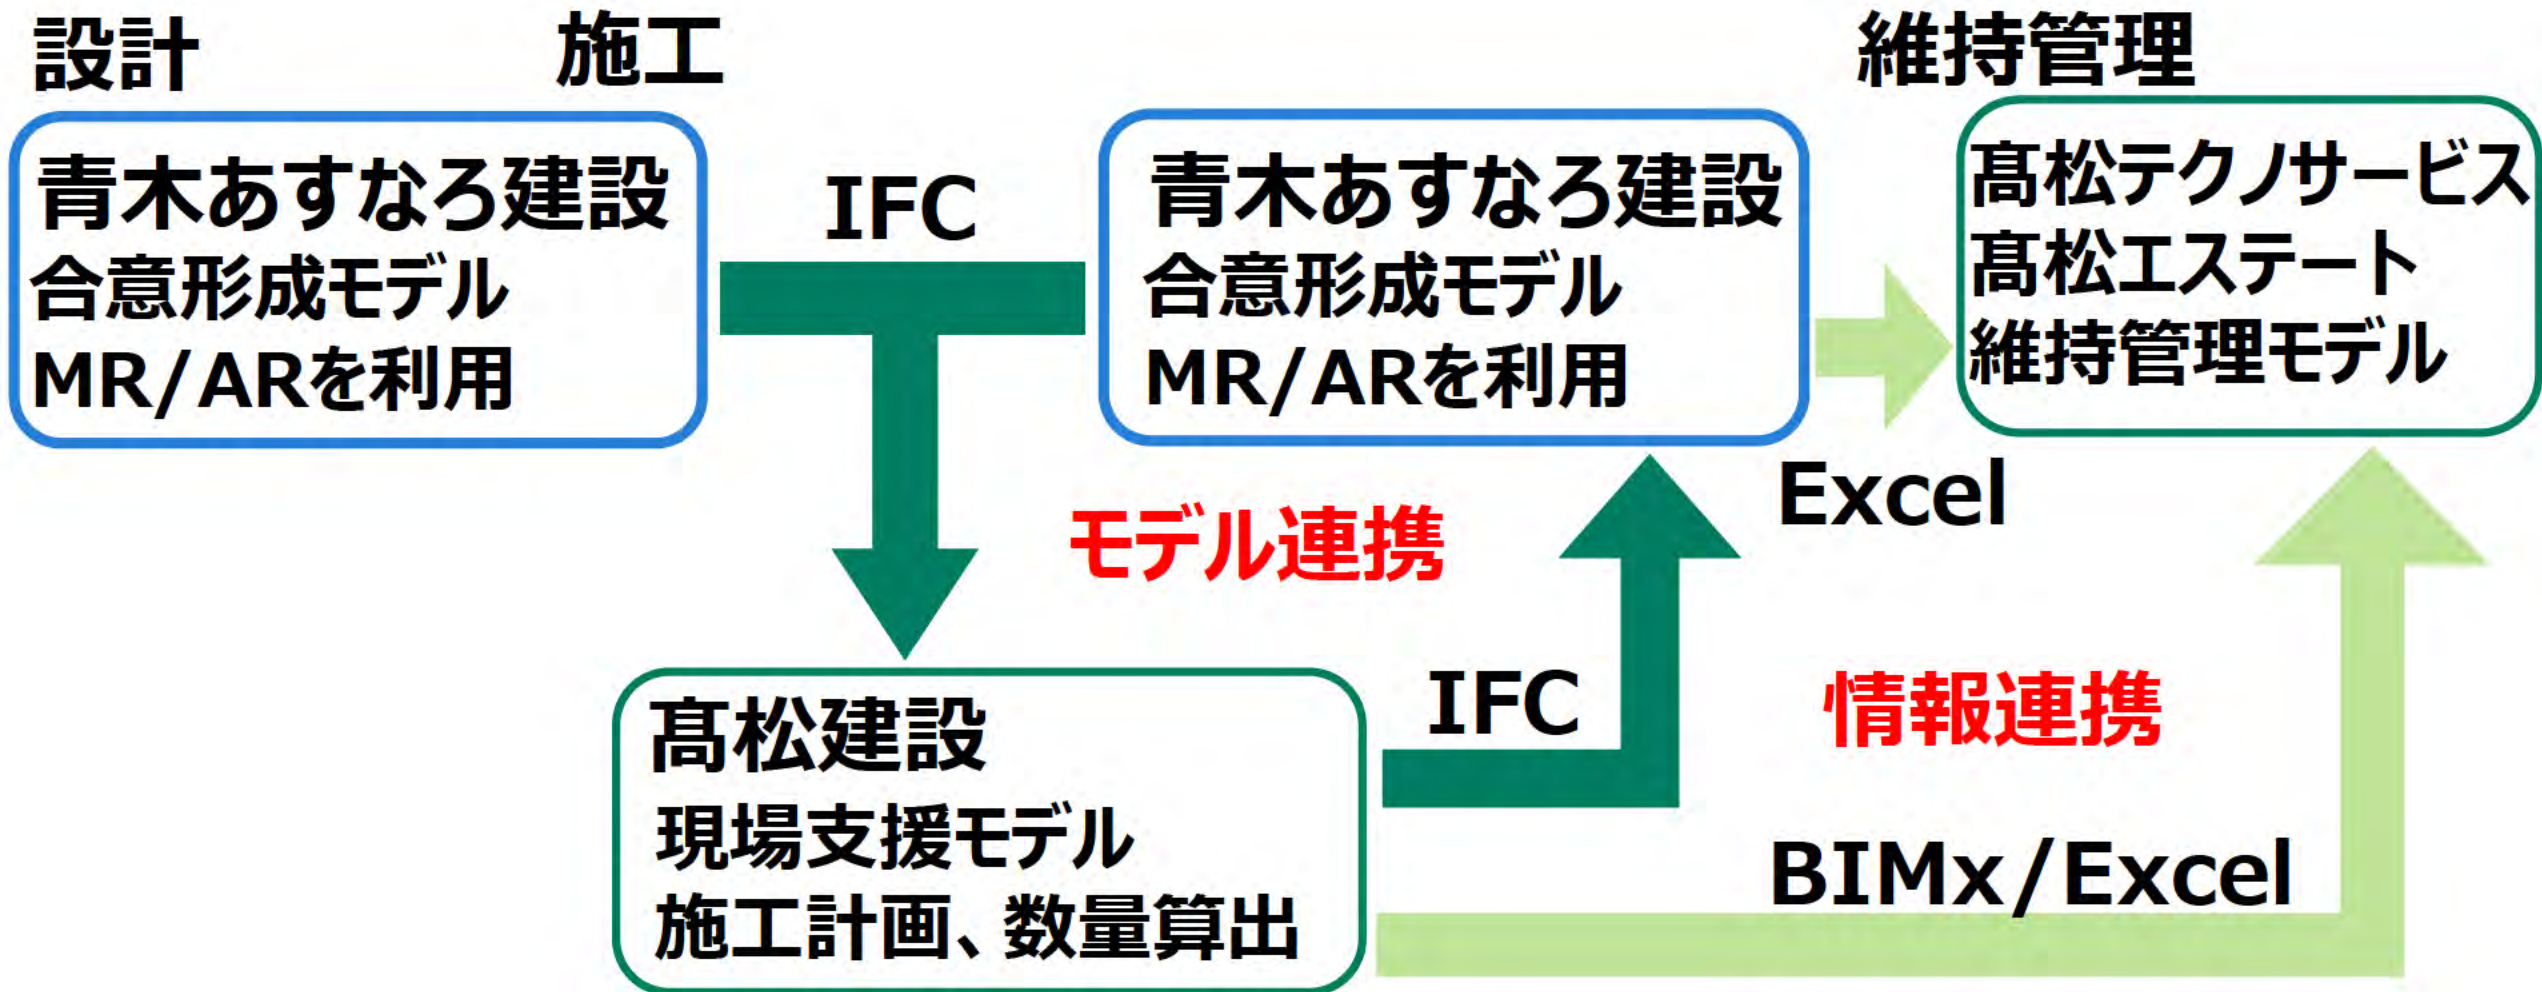 設計
施工
維持管理
青木あすなろ建設
合意形成モデル
MR/ARを利用
IFC
青木あすなろ建設
合意形成モデル
MR/ARを利用
髙松テクノサービス
髙松エステート
維持管理モデル
Excel
モデル連携
髙松建設
現場支援モデル
施工計画、数量算出
IFC
情報連携
BIMx/Excel